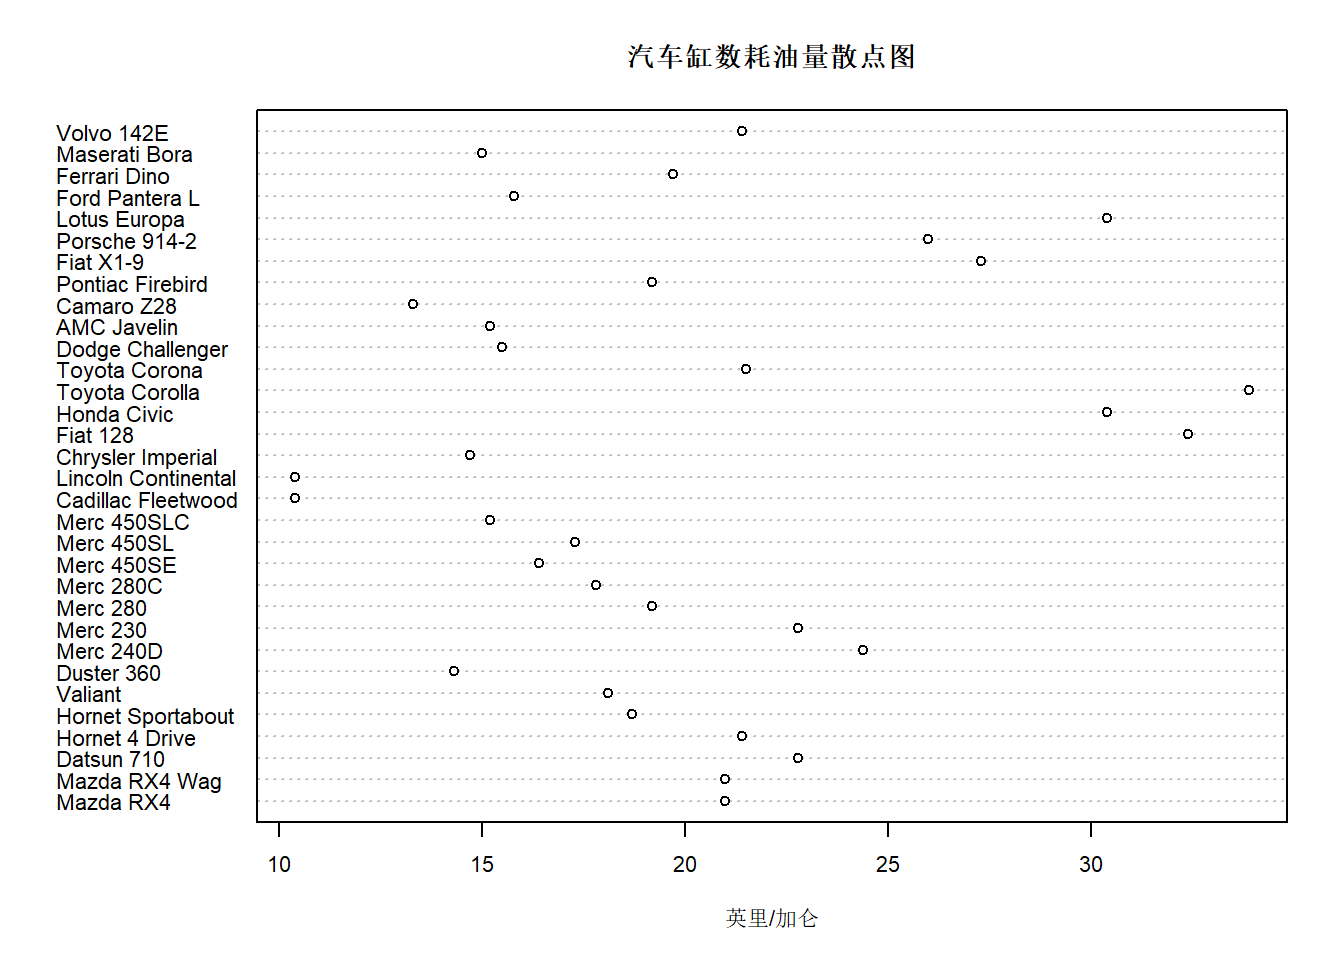 汽车缸数耗油量散点图
Volvo 142E
Maserati Bora
Ferrari Dino
Ford Pantera L
Lotus Europa
Porsche 914-2
Fiat X1-9
Pontiac Firebird
Camaro Z28
AMC Javelin
Dodge Challenger
Toyota Corona
Toyota Corolla
Honda Civic
Fiat 128
Chrysler Imperial
Lincoln Continental
Cadillac Fleetwood
Merc 450SLC
Merc 450SL
Merc 450SE
Merc 280C
Merc 280
Merc 230
Merc 240D
Duster 360
Valiant
Hornet Sportabout
Hornet 4 Drive
Datsun 710
Mazda RX4 Wag
Mazda RX4
10 15 20 25 30
英里/加仑